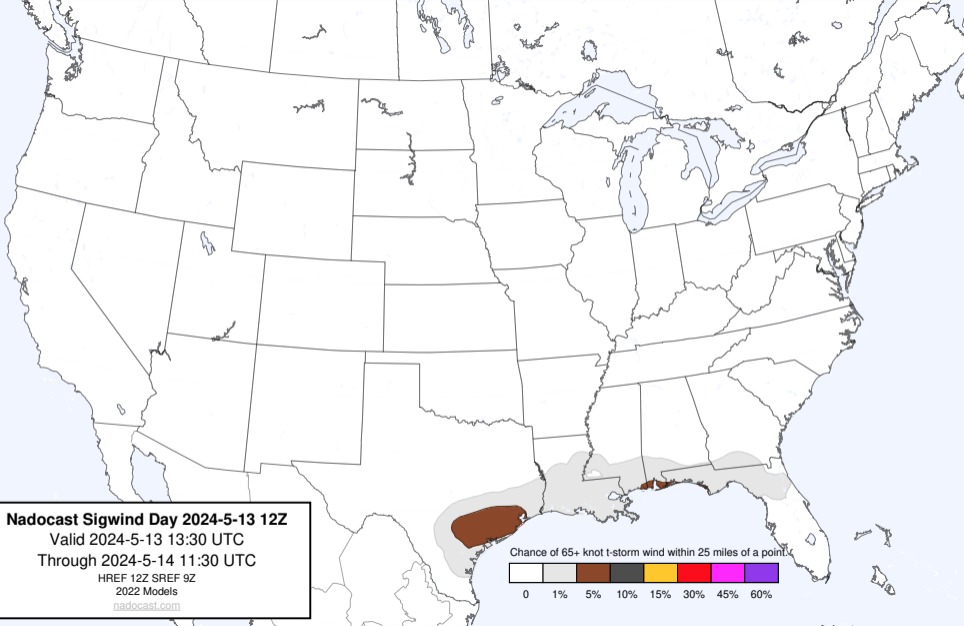 Nadocast Sigwind Day 2024-5-13 12Z
Valid 2024-5-13 13:30 UTC
Through 2024-5-14 11:30 UTC
HREF 12Z SREF 9Z
2022 Models
nadocast.com
Chance of 65+ knot t-storm wind within 25 miles of a point.
0 1% 5% 10% 15% 30% 45% 60%